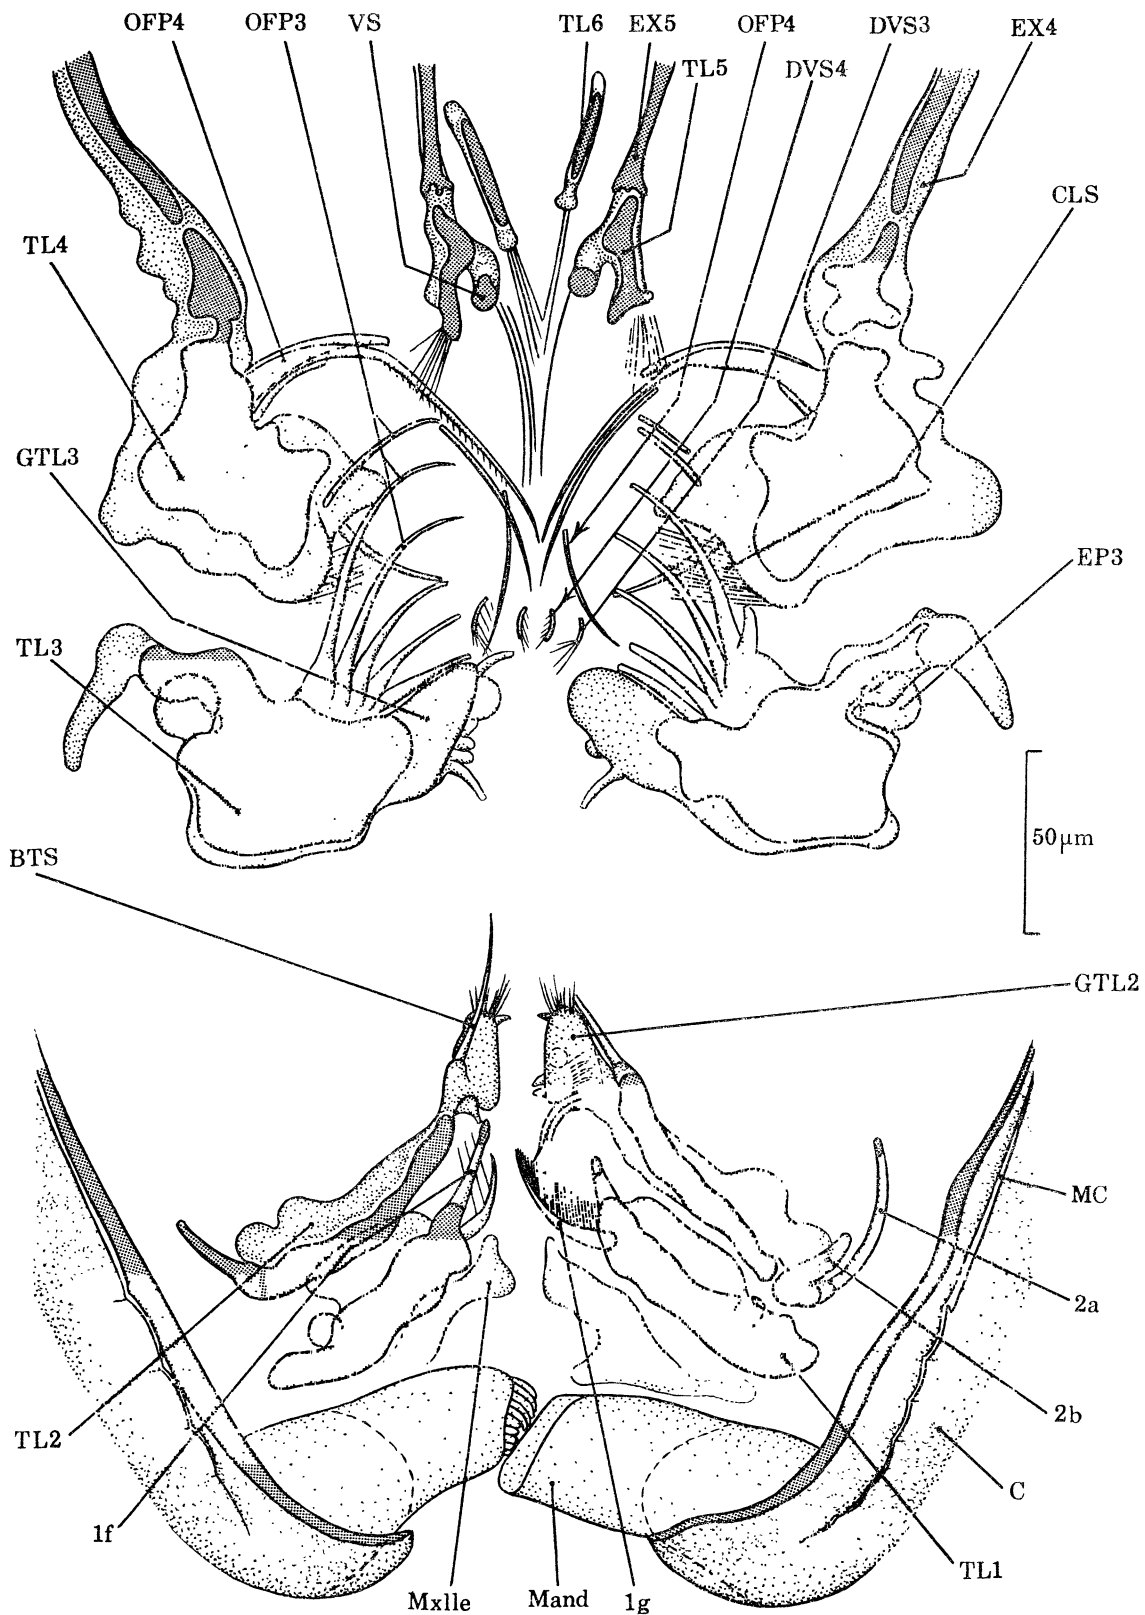 OFP4 OFP3 VS TL6 EX5 OFP4 DVS3 EX4
TL5 DVS4
CLS
TL4
GTL3
EP3
TL3
50μm
BTS
GTL2
MC
2a
2b
TL2
C
1f
TL1
Mxlle Mand 1g